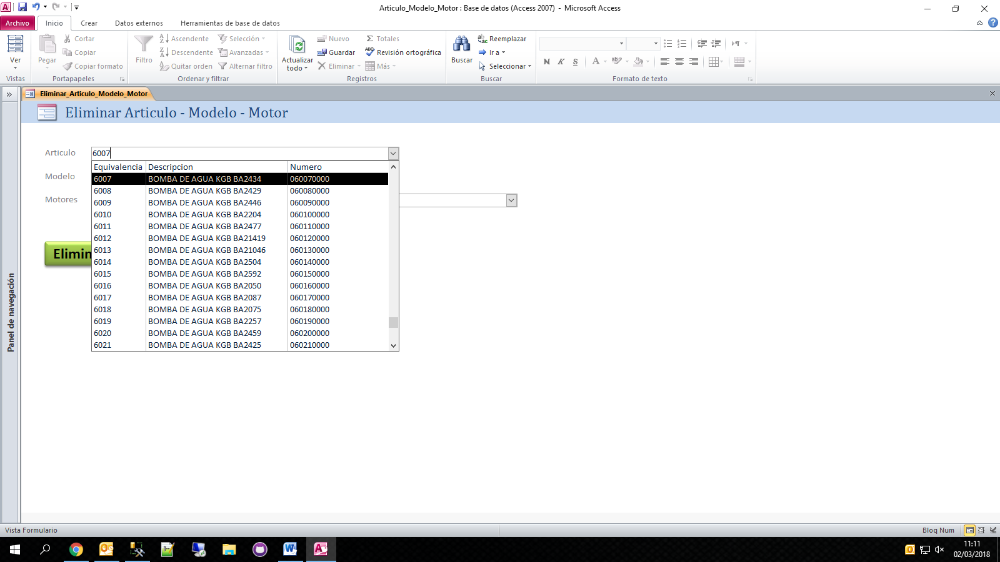 Articulo_Modelo_Motor : Base de datos (Access 2007) - Microsoft Access
Archivo Inicio Crear Datos externos Herramientas de base de datos
Ver
Vistas
Pegar
Cortar
Copiar
Copiar formato
Portapapeles
Filtro
Ascendente
Descendente
Quitar orden
Selección
Avanzadas
Alternar filtro
Ordenar y filtrar
Actualizar
todo
Nuevo
Guardar
Eliminar
Totales
Revisión ortográfica
Más
Registros
Buscar
Reemplazar
Ir a
Seleccionar
Buscar
N K S
Formato de texto
Eliminar_Articulo_Modelo_Motor
Eliminar Articulo - Modelo - Motor
Panel de navegación
Articulo 6007
Modelo
Motores
Elimin
Equivalencia Descripcion Numero
6007 BOMBA DE AGUA KGB BA2434 060070000
6008 BOMBA DE AGUA KGB BA2429 060080000
6009 BOMBA DE AGUA KGB BA2446 060090000
6010 BOMBA DE AGUA KGB BA2204 060100000
6011 BOMBA DE AGUA KGB BA2477 060110000
6012 BOMBA DE AGUA KGB BA21419 060120000
6013 BOMBA DE AGUA KGB BA21046 060130000
6014 BOMBA DE AGUA KGB BA2504 060140000
6015 BOMBA DE AGUA KGB BA2592 060150000
6016 BOMBA DE AGUA KGB BA2050 060160000
6017 BOMBA DE AGUA KGB BA2087 060170000
6018 BOMBA DE AGUA KGB BA2075 060180000
6019 BOMBA DE AGUA KGB BA2257 060190000
6020 BOMBA DE AGUA KGB BA2459 060200000
6021 BOMBA DE AGUA KGB BA2425 060210000
Vista Formulario
Bloq Num
11:11
02/03/2018